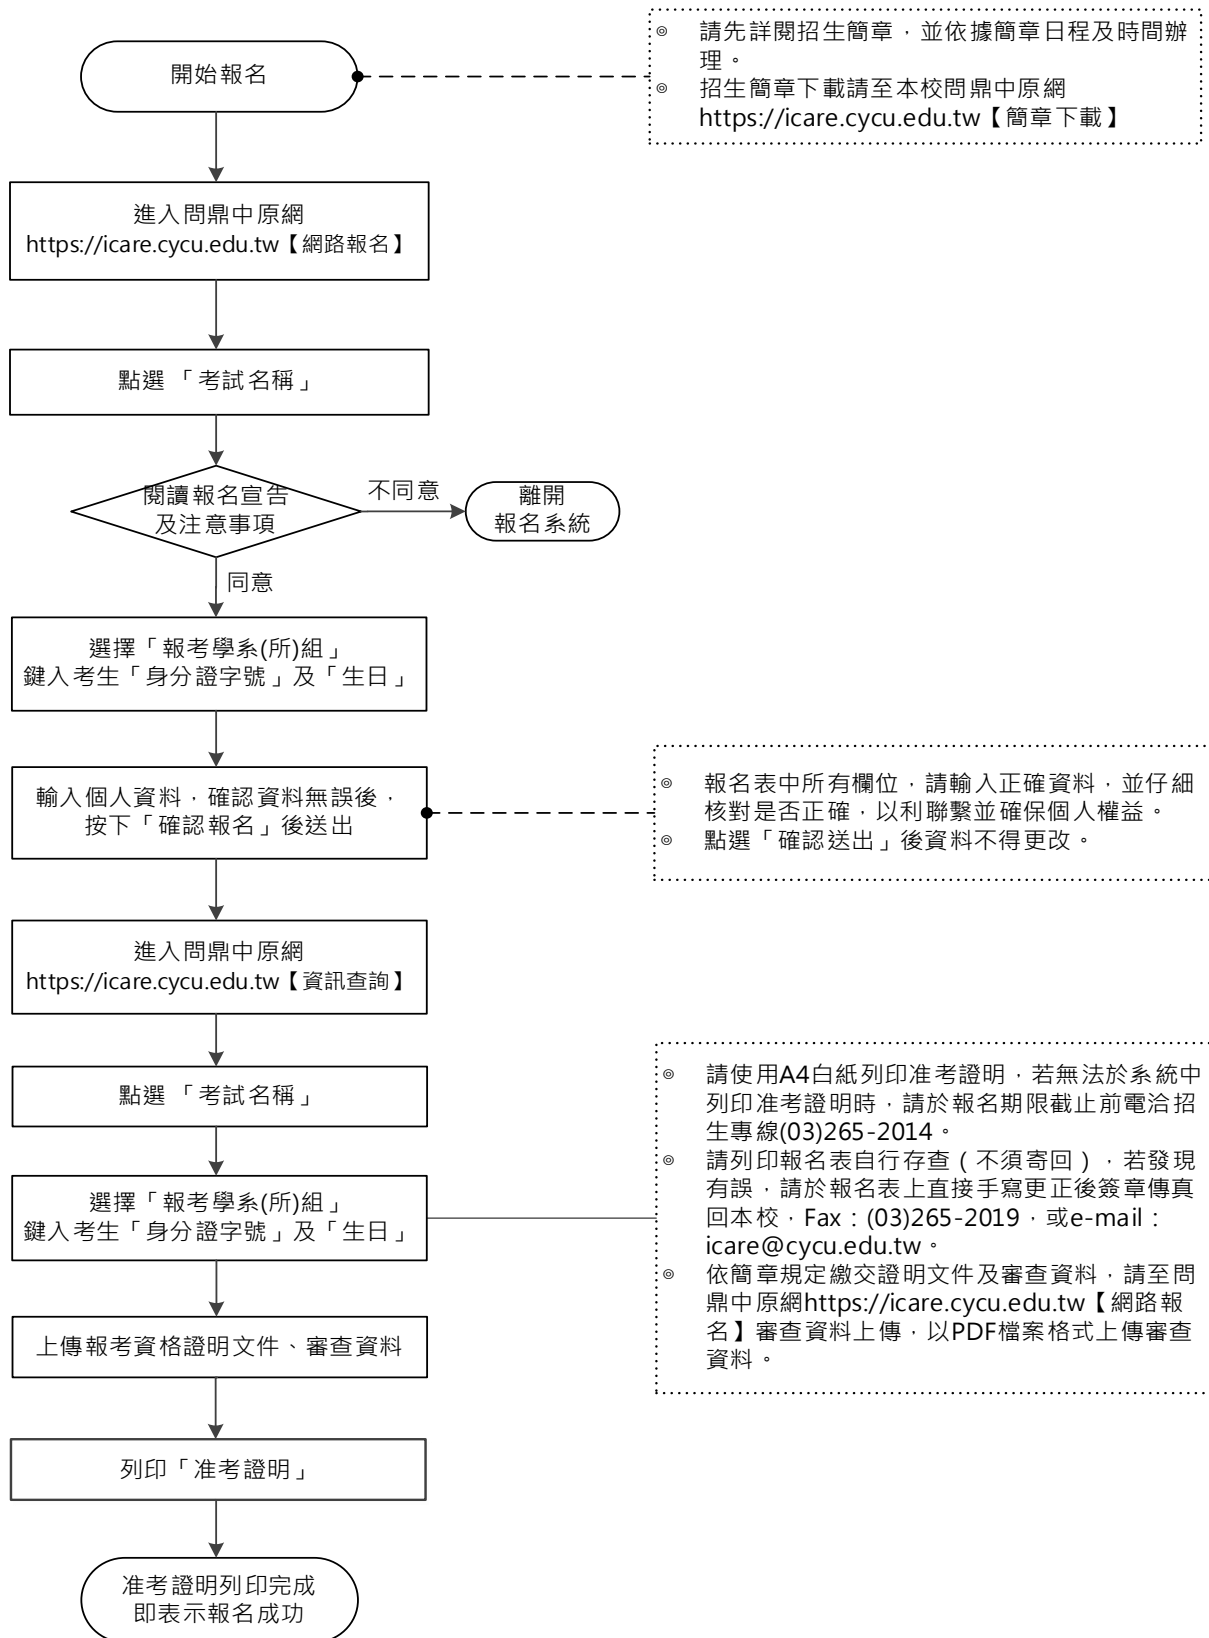 開始報名
◎ 請先詳閱招生簡章，並依據簡章日程及時間辦
理。
◎ 招生簡章下載請至本校問鼎中原網
https://icare.cycu.edu.tw【簡章下載】
進入問鼎中原網
https://icare.cycu.edu.tw【網路報名】
點選「考試名稱」
閱讀報名宣告
及注意事項
不同意
離開
報名系統
同意
選擇「報考學系(所)組」
鍵入考生「身分證字號」及「生日」
輸入個人資料，確認資料無誤後，
按下「確認報名」後送出
◎ 報名表中所有欄位，請輸入正確資料，並仔細
核對是否正確，以利聯繫並確保個人權益。
◎ 點選「確認送出」後資料不得更改。
進入問鼎中原網
https://icare.cycu.edu.tw【資訊查詢】
點選「考試名稱」
選擇「報考學系(所)組」
鍵入考生「身分證字號」及「生日」
◎ 請使用A4白紙列印准考證明，若無法於系統中
列印准考證明時，請於報名期限截止前電洽招
生專線(03)265-2014。
◎ 請列印報名表自行存查（不須寄回），若發現
有誤，請於報名表上直接手寫更正後簽章傳真
回本校，Fax：(03)265-2019，或e-mail：
icare@cycu.edu.tw。
◎ 依簡章規定繳交證明文件及審查資料，請至問
鼎中原網https://icare.cycu.edu.tw【網路報
名】審查資料上傳，以PDF檔案格式上傳審查
資料。
上傳報考資格證明文件、審查資料
列印「准考證明」
准考證明列印完成
即表示報名成功